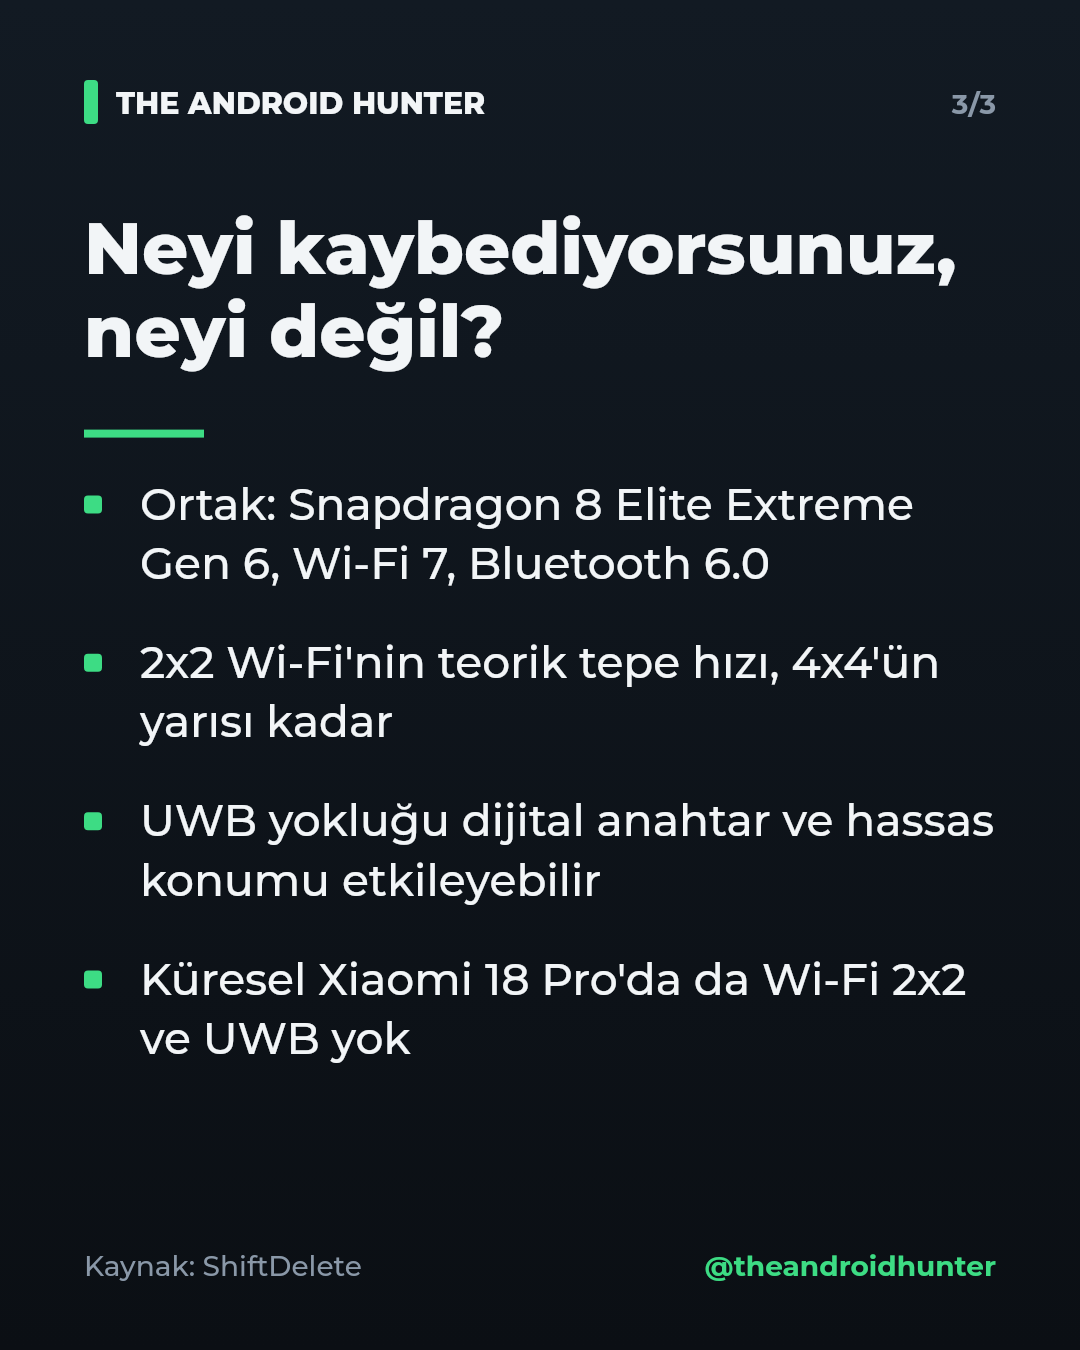 THE ANDROID HUNTER
3/3
Neyi kaybediyorsunuz,
neyi değil?
Ortak: Snapdragon 8 Elite Extreme
Gen 6, Wi-Fi 7, Bluetooth 6.0
2x2 Wi-Fi'nin teorik tepe hızı, 4x4'ün
yarısı kadar
UWB yokluğu dijital anahtar ve hassas
konumu etkileyebilir
Küresel Xiaomi 18 Pro'da da Wi-Fi 2x2
ve UWB yok
Kaynak: ShiftDelete
@theandroidhunter